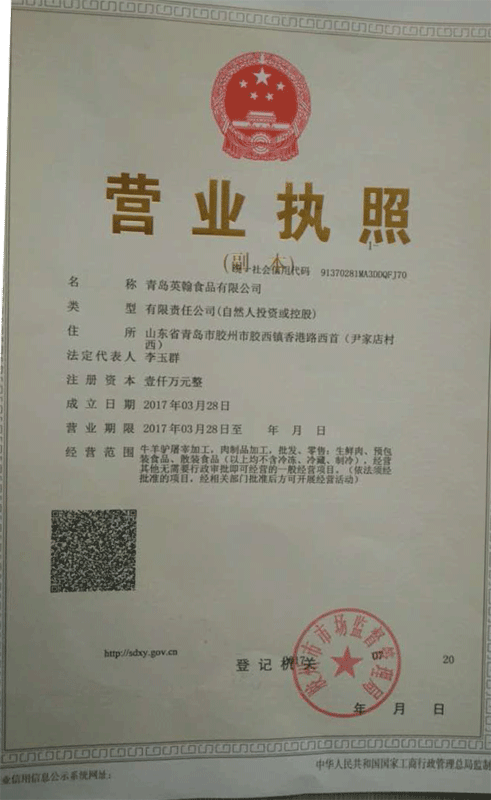 营业执照
(副 本)
统一社会信用代码 91370281MA3DDQFJ70
名 称 青岛英翰食品有限公司
类 型 有限责任公司(自然人投资或控股)
住 所 山东省青岛市胶州市胶西镇香港路西首（尹家店村
西）
法定代表人 李玉群
注册资本 壹仟万元整
成立日期 2017年03月28日
营业期限 2017年03月28日至 年 月 日
经营范围 牛羊驴屠宰加工，肉制品加工，批发、零售：生鲜肉、预包
装食品、散装食品（以上均不含冷冻、冷藏、制冷），经营
其他无需要行政审批即可经营的一般经营项目。（依法须经
批准的项目，经相关部门批准后方可开展经营活动）
http://sdxy.gov.cn
登记机关
07 20
年 月 日
胶州市市场监督管理局
业信用信息公示系统网址：
中华人民共和国国家工商行政管理总局监制